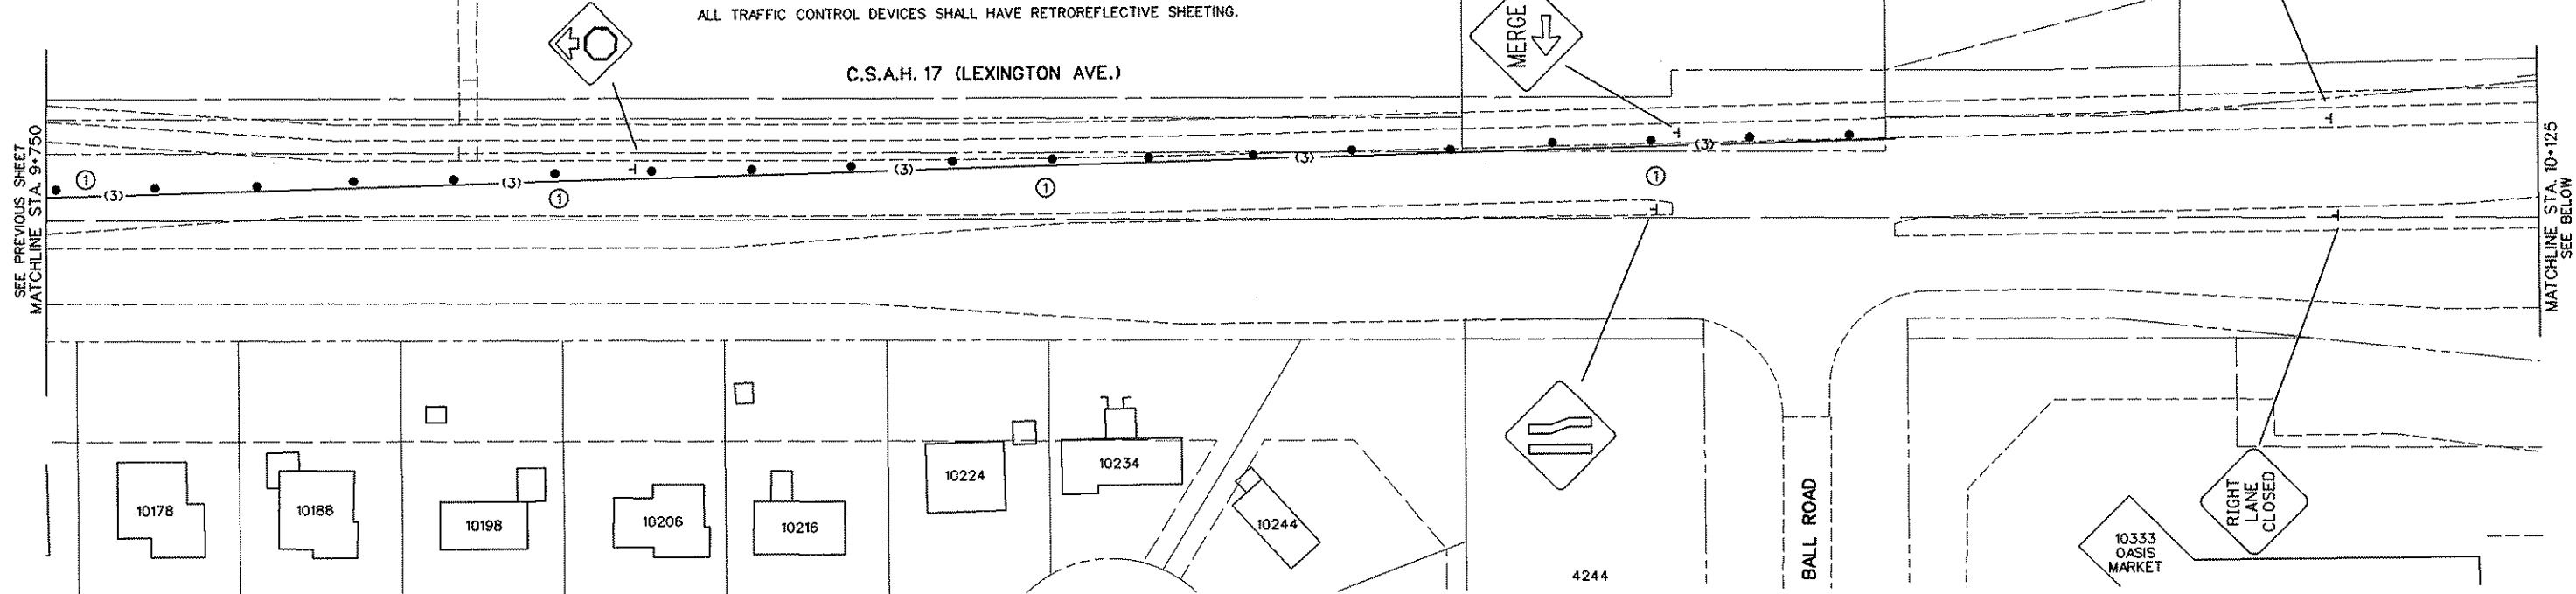 ALL TRAFFIC CONTROL DEVICES SHALL HAVE RETROREFLECTIVE SHEETING.
MERGE
C.S.A.H. 17 (LEXINGTON AVE.)
SEE PREVIOUS SHEET
MATCHLINE STA. 9+750
MATCHLINE STA. 10+125
SEE BELOW
1
(3)
(3)
1
(3)
1
(3)
(3)
1
10178
10188
10198
10206
10216
10224
10234
10244
4244
BALL ROAD
RIGHT
LANE
CLOSED
10333
OASIS
MARKET